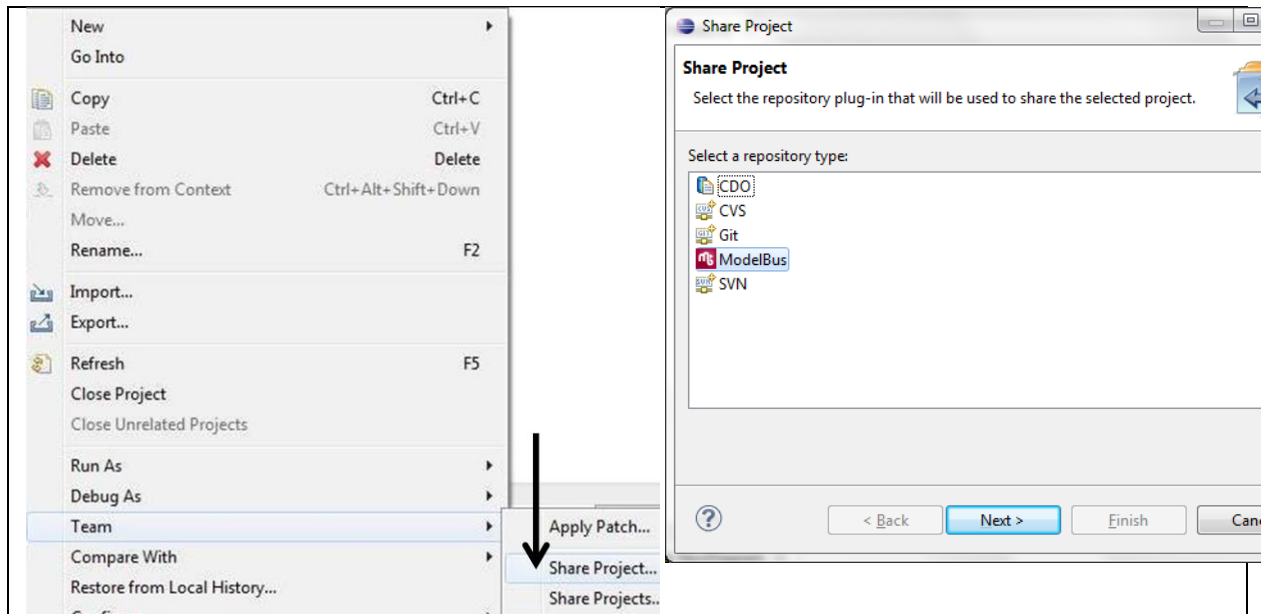 New
Go Into
Copy Ctrl+C
Paste Ctrl+V
Delete Delete
Remove from Context Ctrl+Alt+Shift+Down
Move...
Rename... F2
Import...
Export...
Refresh F5
Close Project
Close Unrelated Projects
Run As
Debug As
Team
Compare With
Restore from Local History...
Apply Patch...
Share Project...
Share Projects..
Share Project
Share Project
Select the repository plug-in that will be used to share the selected project.
Select a repository type:
CDO
CVS
Git
ModelBus
SVN
< Back Next > Finish Canc